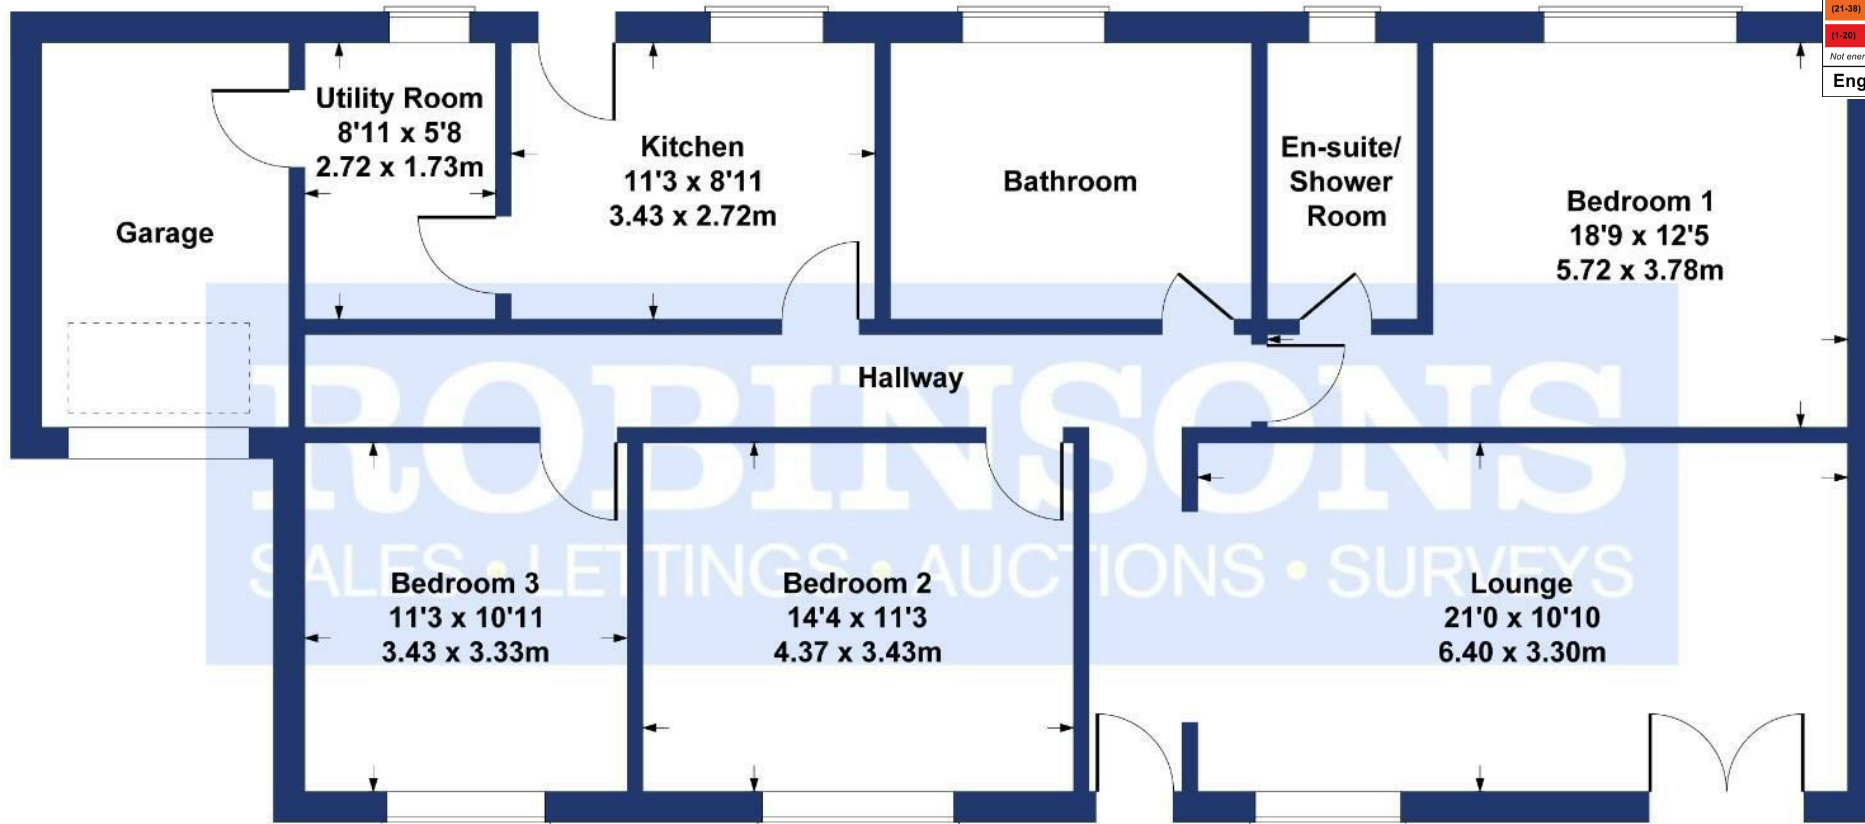 (21-38)
(1-20)
Not ener
Eng
Utility Room
8'11 x 5'8
2.72 x 1.73m
Kitchen
11'3 x 8'11
3.43 x 2.72m
Bathroom
En-suite/
Shower
Room
Bedroom 1
18'9 x 12'5
5.72 x 3.78m
Garage
Hallway
ROBINSONS
SALES • LETTINGS • AUCTIONS • SURVEYS
Bedroom 3
11'3 x 10'11
3.43 x 3.33m
Bedroom 2
14'4 x 11'3
4.37 x 3.43m
Lounge
21'0 x 10'10
6.40 x 3.30m